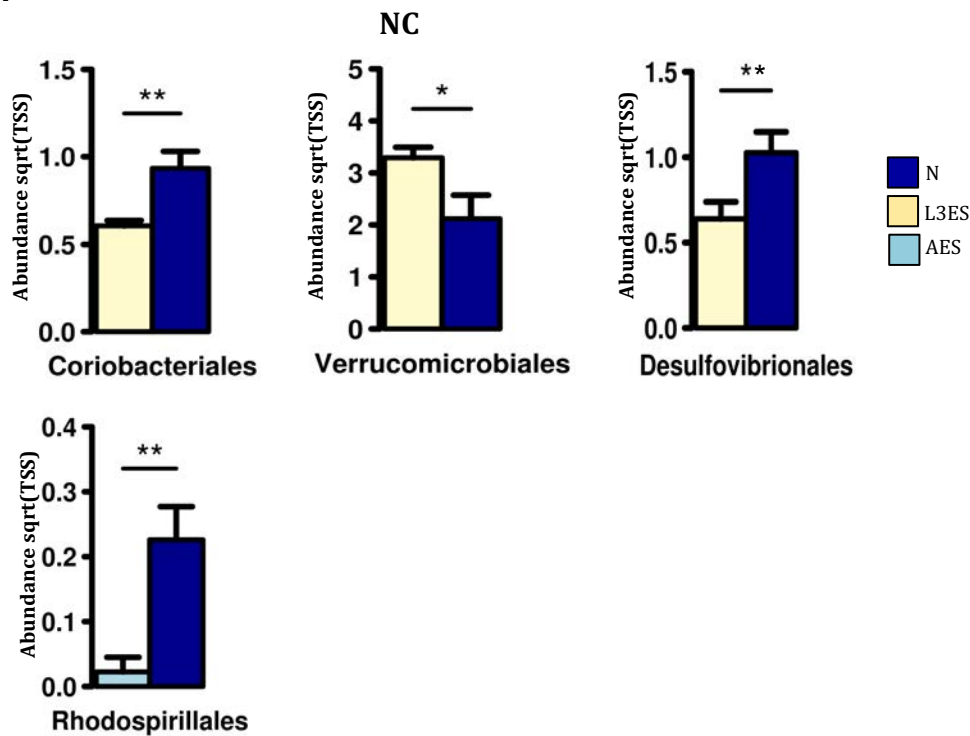 NC
Abundance sqrt(TSS)
1.5
1.0
0.5
0.0
**
Coriobacteriales
Abundance sqrt(TSS)
5
4
3
2
1
0
*
Verrucomicrobiales
Abundance sqrt(TSS)
1.5
1.0
0.5
0.0
**
Desulfovibrionales
N
L3ES
AES
Abundance sqrt(TSS)
0.4
0.3
0.2
0.1
0.0
**
Rhodospirillales